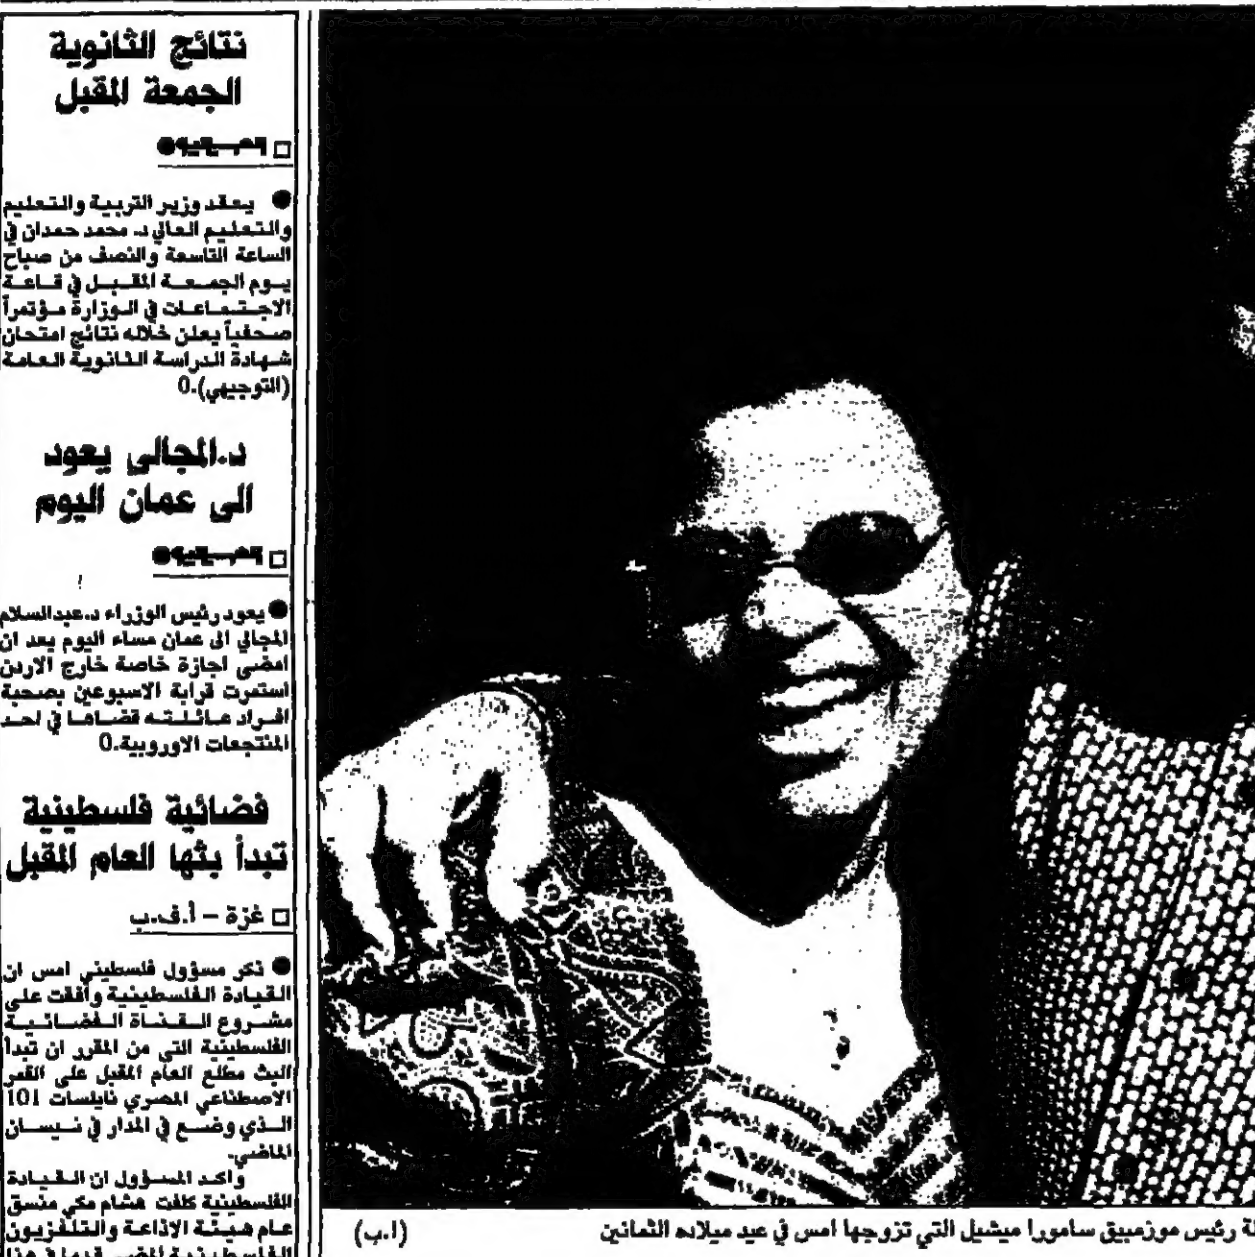 نتائج الثانوية
الجمعة المقبل
● يعقد وزير التربية والتعليم
والتعليم العالي د. محمد حمدان في
الساعة التاسعة والنصف من صباح
يوم الجمعة المقبل في قاعة
الاجتماعات في الوزارة مؤتمراً
صحفياً يعلن خلاله نتائج امتحان
شهادة الدراسة الثانوية العامة
(التوجيهي).0
د.المجالي يعود
الى عمان اليوم
● يعود رئيس الوزراء د.عبدالسلام
المجالي الى عمان مساء اليوم بعد ان
امضى اجازة خاصة خارج الاردن
استمرت قرابة الاسبوعين بصحبة
افراد عائلته قضاها في احد
المنتجعات الاوروبية.0
فضائية فلسطينية
تبدأ بثها العام المقبل
□ غزة – أ.ف.ب
● ذكر مسؤول فلسطيني امس ان
القيادة الفلسطينية وافقت على
مشروع القناة الفضائية
الفلسطينية التي من المقرر ان تبدأ
البث مطلع العام المقبل على القمر
الاصطناعي المصري نايلسات 101
الذي وضع في المدار في نيسان
الماضي.
واكد المسؤول ان القيادة
الفلسطينية كلفت هشام مكي منسق
عام هيئة الاذاعة والتلفزيون
رئيس موزمبيق سامورا ميشيل التي تزوجها امس في عيد ميلاده الثمانين
(ا.ب)